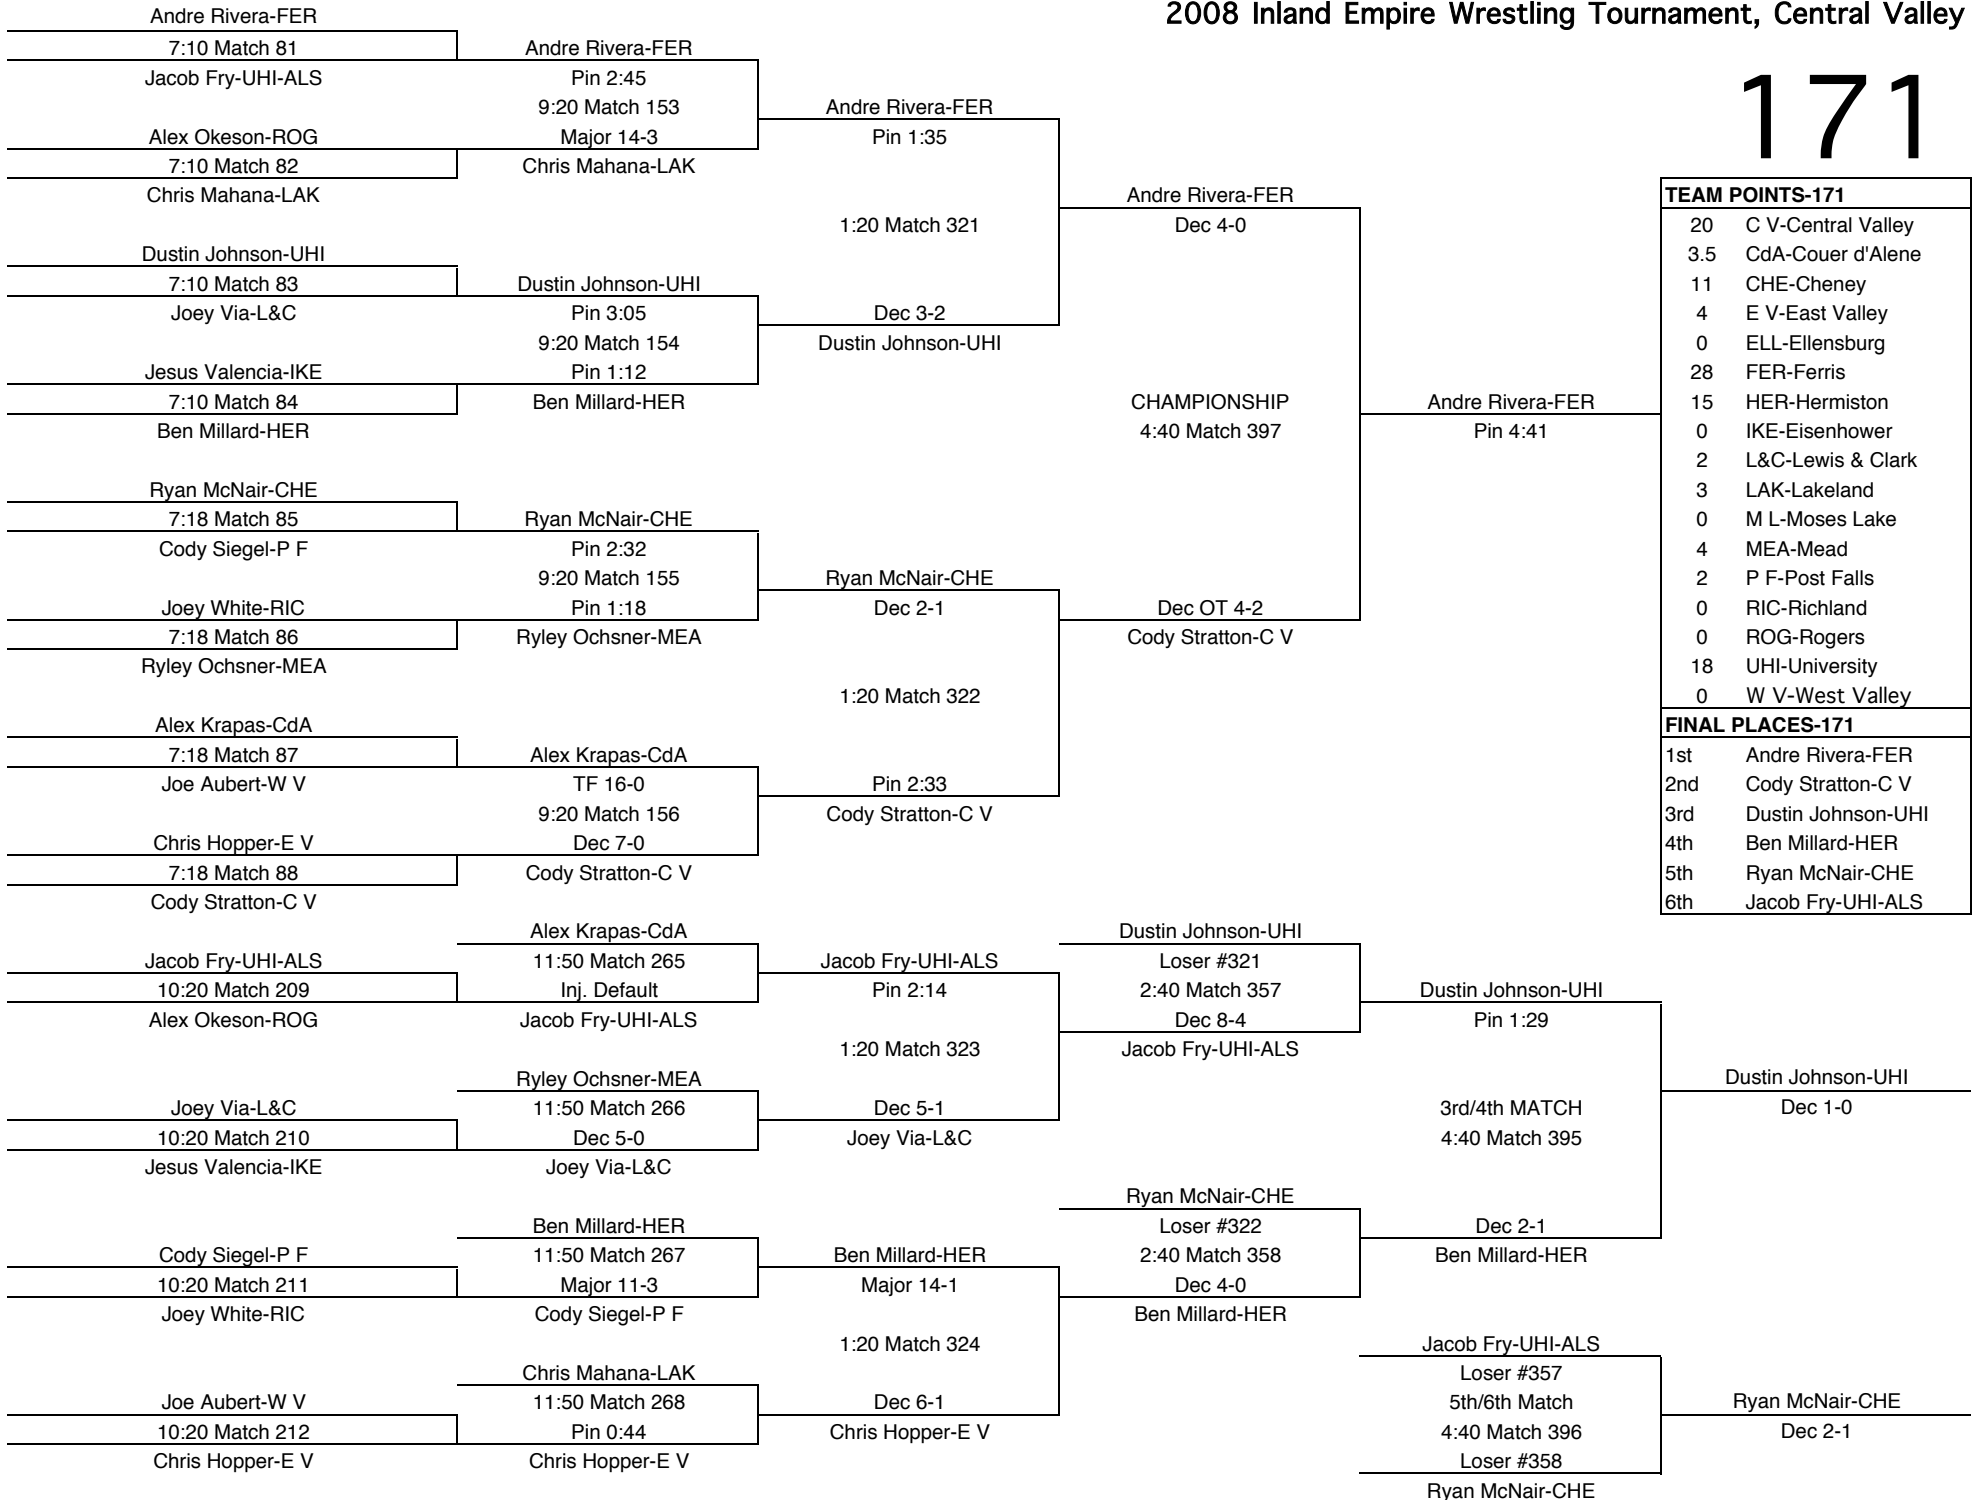 2008 Inland Empire Wrestling Tournament, Central Valley
171
Andre Rivera-FER
7:10 Match 81
Jacob Fry-UHI-ALS
Alex Okeson-ROG
7:10 Match 82
Chris Mahana-LAK
Dustin Johnson-UHI
7:10 Match 83
Joey Via-L&C
Jesus Valencia-IKE
7:10 Match 84
Ben Millard-HER
Ryan McNair-CHE
7:18 Match 85
Cody Siegel-P F
Joey White-RIC
7:18 Match 86
Ryley Ochsner-MEA
Alex Krapas-CdA
7:18 Match 87
Joe Aubert-W V
Chris Hopper-E V
7:18 Match 88
Cody Stratton-C V
Andre Rivera-FER
Pin 2:45
9:20 Match 153
Major 14-3
Chris Mahana-LAK
Dustin Johnson-UHI
Pin 3:05
9:20 Match 154
Pin 1:12
Ben Millard-HER
Ryan McNair-CHE
Pin 2:32
9:20 Match 155
Pin 1:18
Ryley Ochsner-MEA
Alex Krapas-CdA
TF 16-0
9:20 Match 156
Dec 7-0
Cody Stratton-C V
Andre Rivera-FER
Pin 1:35
1:20 Match 321
Dec 3-2
Dustin Johnson-UHI
Ryan McNair-CHE
Dec 2-1
1:20 Match 322
Pin 2:33
Cody Stratton-C V
Andre Rivera-FER
Dec 4-0
CHAMPIONSHIP
4:40 Match 397
Dec OT 4-2
Cody Stratton-C V
Andre Rivera-FER
Pin 4:41
TEAM POINTS-171
20 C V-Central Valley
3.5 CdA-Couer d'Alene
11 CHE-Cheney
4 E V-East Valley
0 ELL-Ellensburg
28 FER-Ferris
15 HER-Hermiston
0 IKE-Eisenhower
2 L&C-Lewis & Clark
3 LAK-Lakeland
0 M L-Moses Lake
4 MEA-Mead
2 P F-Post Falls
0 RIC-Richland
0 ROG-Rogers
18 UHI-University
0 W V-West Valley
FINAL PLACES-171
1st Andre Rivera-FER
2nd Cody Stratton-C V
3rd Dustin Johnson-UHI
4th Ben Millard-HER
5th Ryan McNair-CHE
6th Jacob Fry-UHI-ALS
Jacob Fry-UHI-ALS
10:20 Match 209
Alex Okeson-ROG
Joey Via-L&C
10:20 Match 210
Jesus Valencia-IKE
Cody Siegel-P F
10:20 Match 211
Joey White-RIC
Joe Aubert-W V
10:20 Match 212
Chris Hopper-E V
Alex Krapas-CdA
11:50 Match 265
Inj. Default
Jacob Fry-UHI-ALS
Ryley Ochsner-MEA
11:50 Match 266
Dec 5-0
Joey Via-L&C
Ben Millard-HER
11:50 Match 267
Major 11-3
Cody Siegel-P F
Chris Mahana-LAK
11:50 Match 268
Pin 0:44
Chris Hopper-E V
Jacob Fry-UHI-ALS
Pin 2:14
1:20 Match 323
Dec 5-1
Joey Via-L&C
Ben Millard-HER
Major 14-1
1:20 Match 324
Dec 6-1
Chris Hopper-E V
Dustin Johnson-UHI
Loser #321
2:40 Match 357
Dec 8-4
Jacob Fry-UHI-ALS
Ryan McNair-CHE
Loser #322
2:40 Match 358
Dec 4-0
Ben Millard-HER
Dustin Johnson-UHI
Pin 1:29
3rd/4th MATCH
4:40 Match 395
Dec 2-1
Ben Millard-HER
Dustin Johnson-UHI
Dec 1-0
Jacob Fry-UHI-ALS
Loser #357
5th/6th Match
4:40 Match 396
Loser #358
Ryan McNair-CHE
Ryan McNair-CHE
Dec 2-1